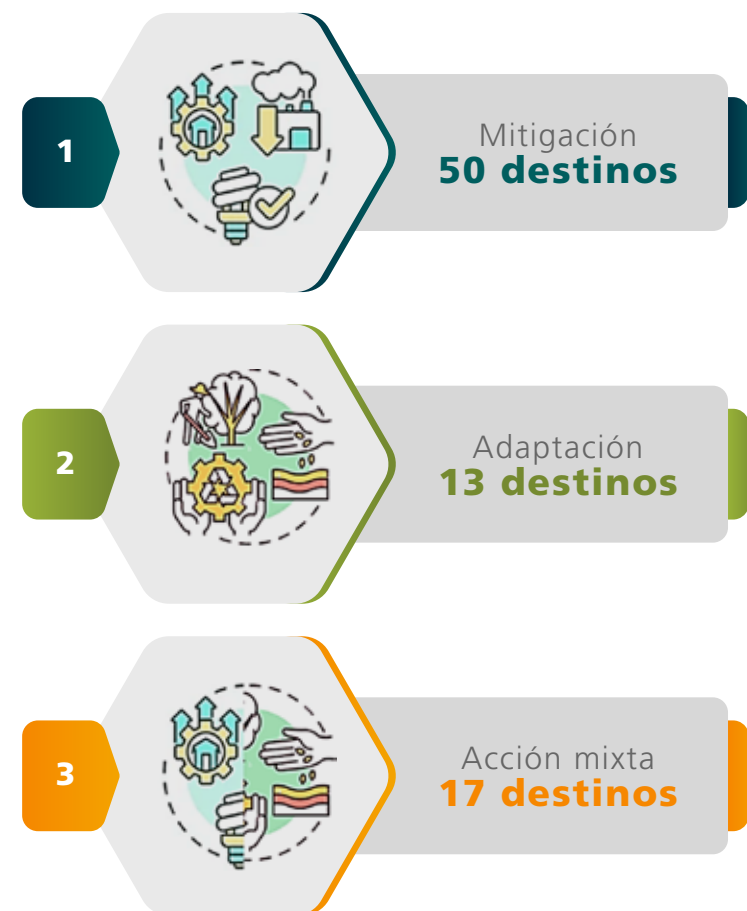 1
Mitigación
50 destinos
2
Adaptación
13 destinos
3
Acción mixta
17 destinos